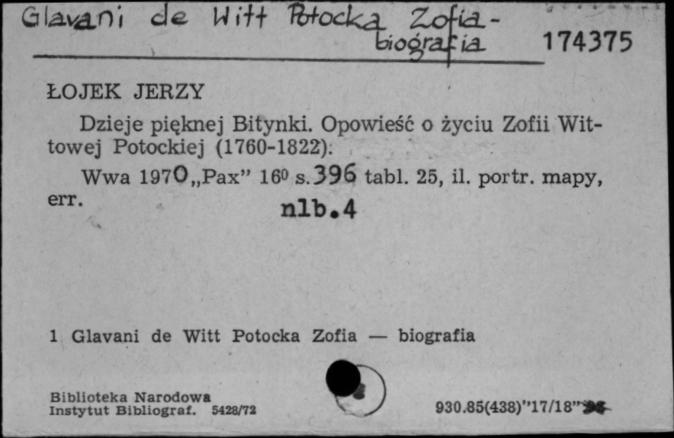 Glavani de Witt Potocka Zofia -
biografia 174375
ŁOJEK JERZY
Dzieje pięknej Bitynki. Opowieść o życiu Zofii Wit-
towej Potockiej (1760-1822).
Wwa 1970 „Pax” 16⁰ s. 396 tabl. 25, il. portr. mapy,
err. nlb. 4
1 Glavani de Witt Potocka Zofia — biografia
Biblioteka Narodowa
Instytut Bibliograf. 5428/72 930.85(438)"17/18"